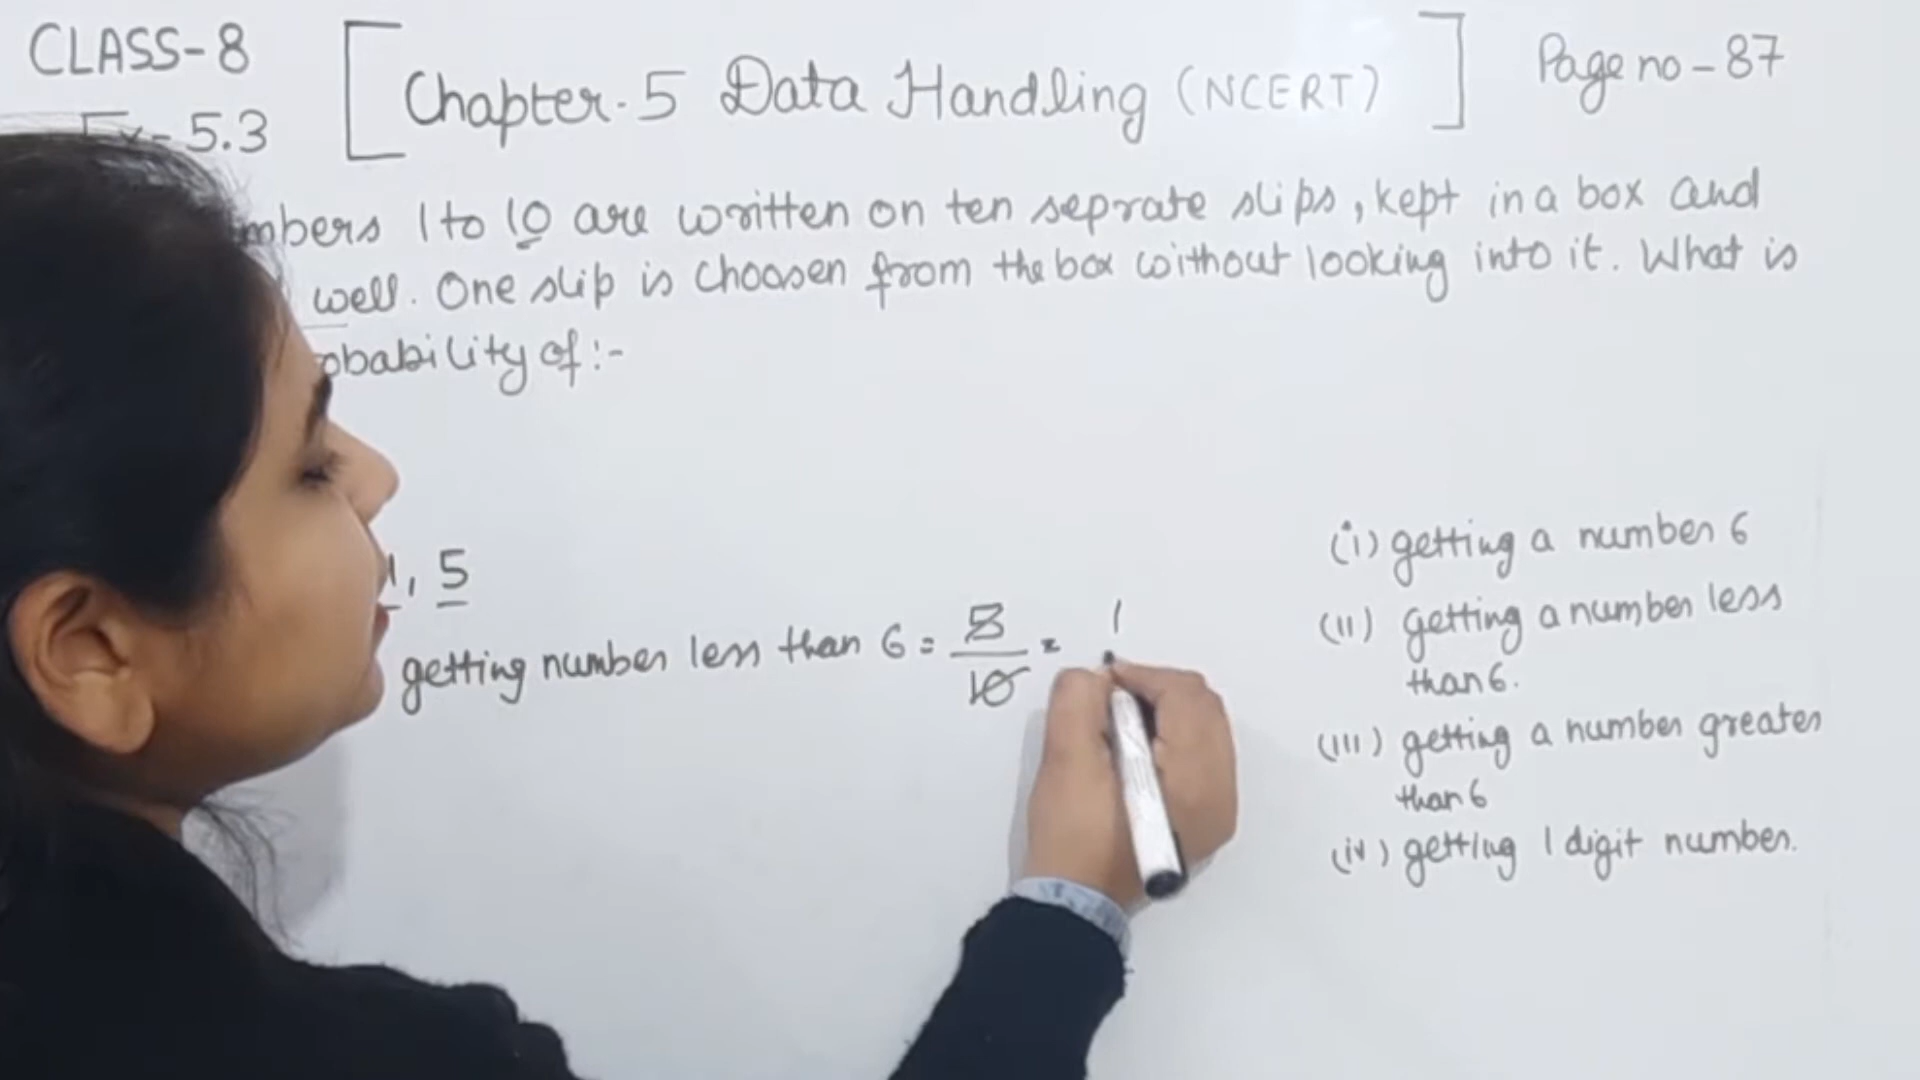 CLASS-8
[Chapter-5 Data Handling (NCERT)]
Page no-87
5.3
1 to 10 are written on ten seprate slips, kept in a box and
well. One slip is choosen from the box without looking into it. What is
of:-
(i) getting a number 6
(ii) getting a number less
than 6.
(iii) getting a number greater
than 6
(iv) getting 1 digit number.
, 5
getting number less than 6 = 5/10 = 1